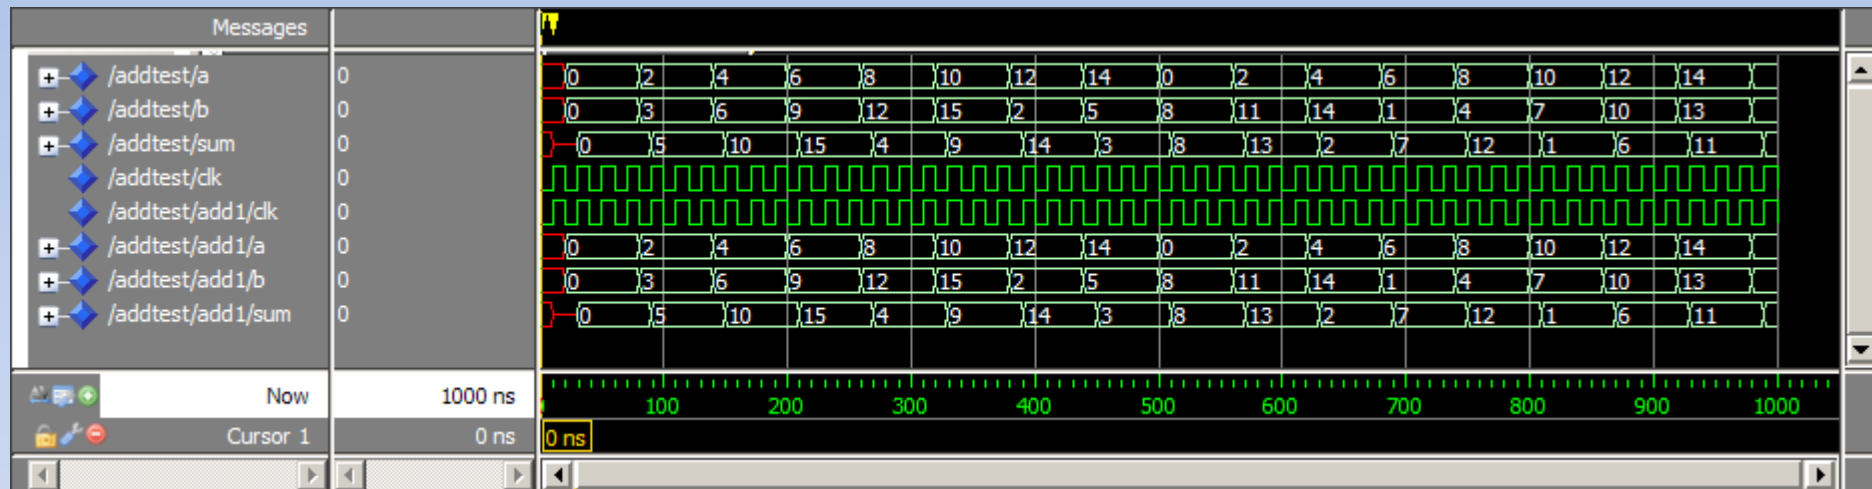 Messages
/addtest/a 0 0 2 4 6 8 10 12 14 0 2 4 6 8 10 12 14
/addtest/b 0 0 3 6 9 12 15 2 5 8 11 14 1 4 7 10 13
/addtest/sum 0 0 5 10 15 4 9 14 3 8 13 2 7 12 1 6 11
/addtest/clk 0
/addtest/add1/clk 0
/addtest/add1/a 0 0 2 4 6 8 10 12 14 0 2 4 6 8 10 12 14
/addtest/add1/b 0 0 3 6 9 12 15 2 5 8 11 14 1 4 7 10 13
/addtest/add1/sum 0 0 5 10 15 4 9 14 3 8 13 2 7 12 1 6 11
Now 1000 ns 100 200 300 400 500 600 700 800 900 1000
Cursor 1 0 ns 0 ns